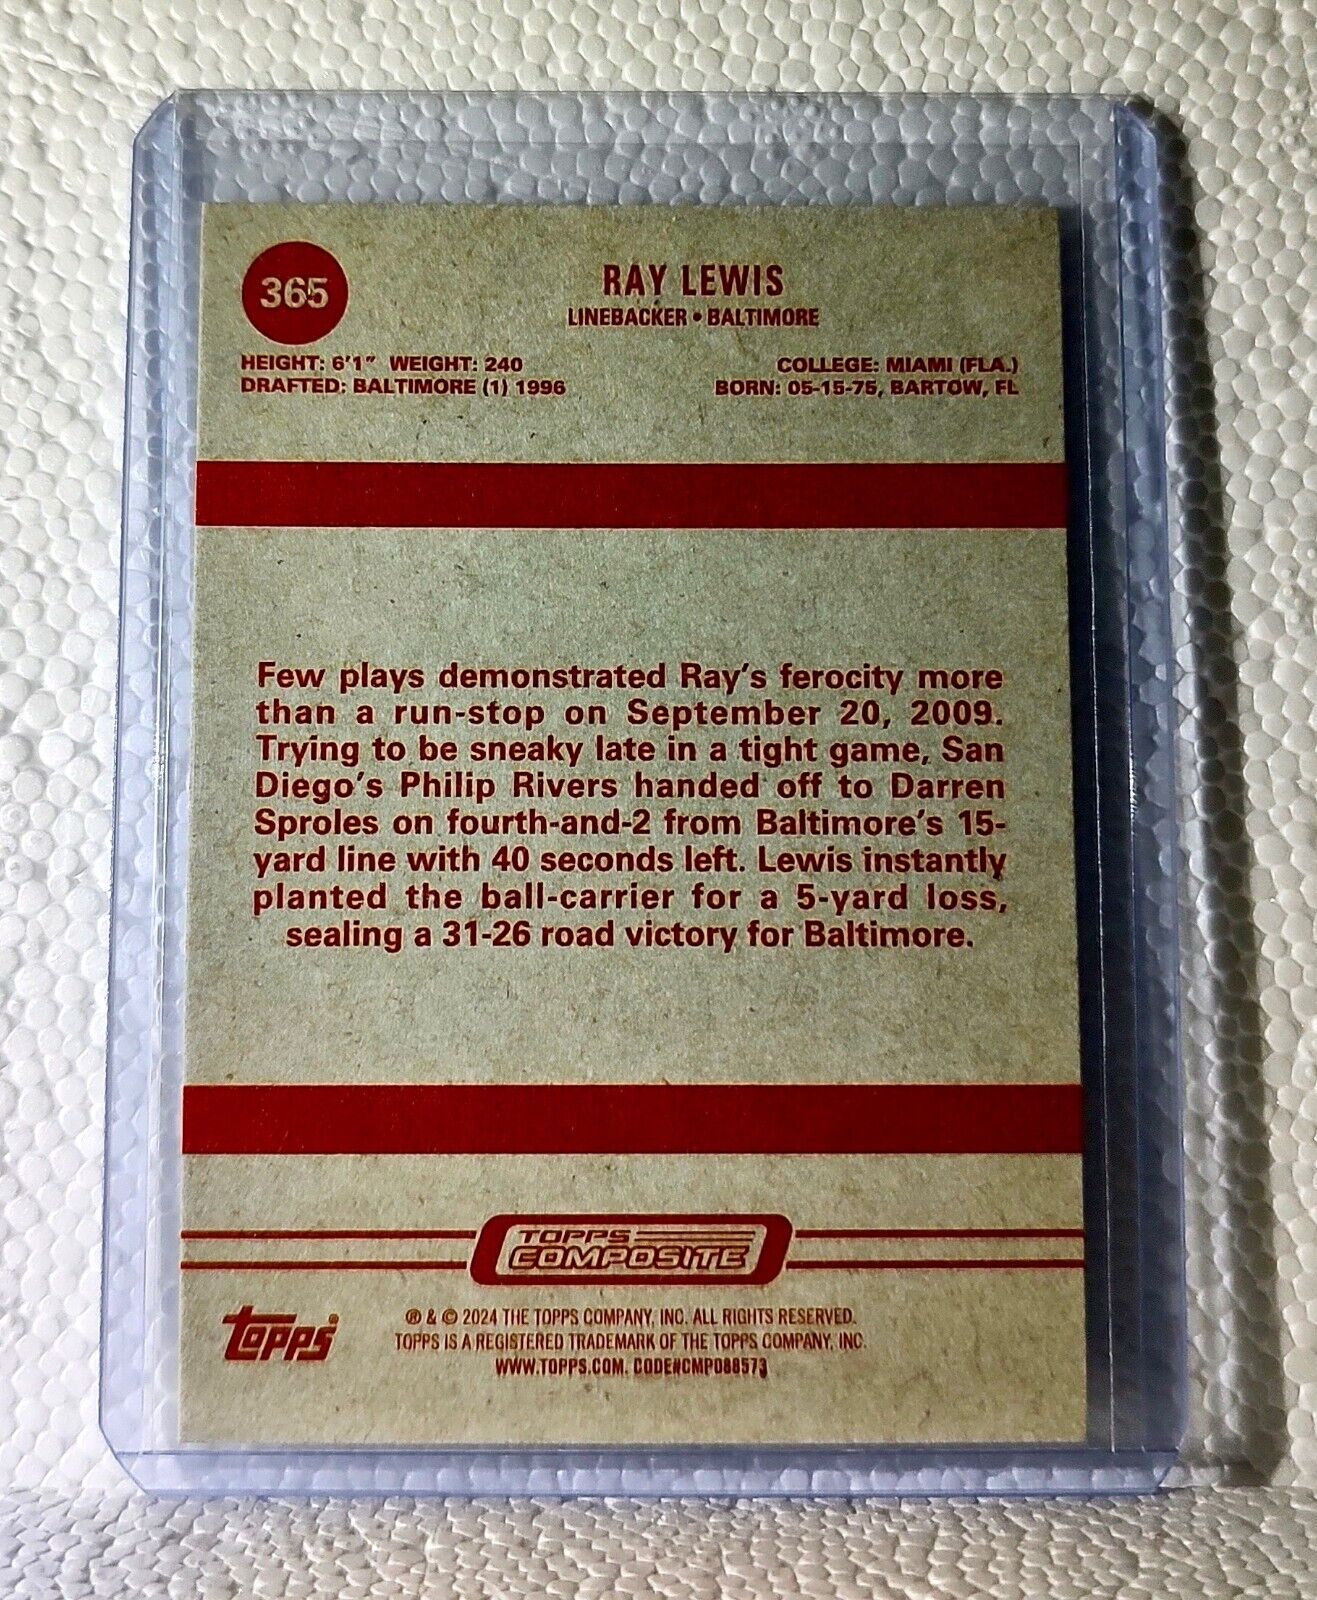 365
RAY LEWIS
LINEBACKER • BALTIMORE
HEIGHT: 6'1" WEIGHT: 240
COLLEGE: MIAMI (FLA.)
DRAFTED: BALTIMORE (1) 1996
BORN: 05-15-75, BARTOW, FL
Few plays demonstrated Ray's ferocity more
than a run-stop on September 20, 2009.
Trying to be sneaky late in a tight game, San
Diego's Philip Rivers handed off to Darren
Sproles on fourth-and-2 from Baltimore's 15-
yard line with 40 seconds left. Lewis instantly
planted the ball-carrier for a 5-yard loss,
sealing a 31-26 road victory for Baltimore.
TOPPS
COMPOSITE
topps®
® & © 2024 THE TOPPS COMPANY, INC. ALL RIGHTS RESERVED.
TOPPS IS A REGISTERED TRADEMARK OF THE TOPPS COMPANY, INC.
WWW.TOPPS.COM. CODE#CMP088573